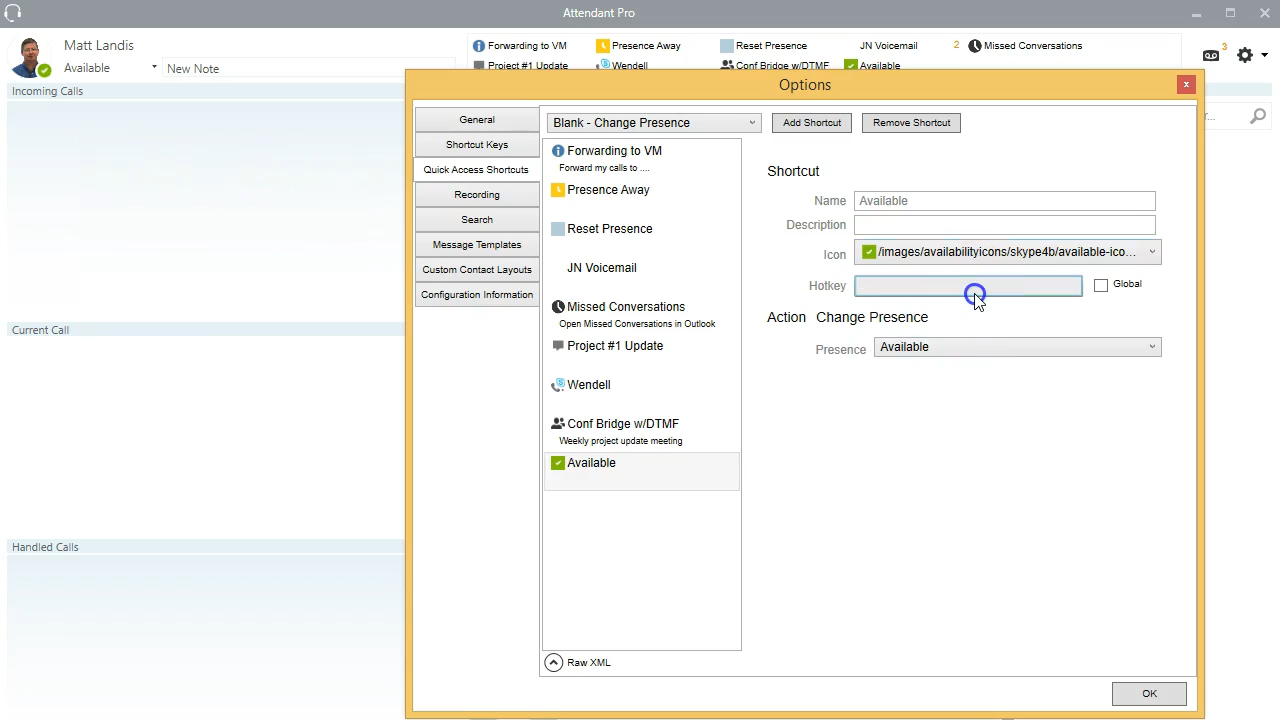 Attendant Pro
Matt Landis
Available
New Note
Forwarding to VM
Presence Away
Reset Presence
JN Voicemail
2
Missed Conversations
3
Project #1 Update
Wendell
Conf Bridge w/DTMF
Available
Incoming Calls
Current Call
Handled Calls
Options
General
Shortcut Keys
Quick Access Shortcuts
Recording
Search
Message Templates
Custom Contact Layouts
Configuration Information
Blank - Change Presence
Add Shortcut
Remove Shortcut
Forwarding to VM
Forward my calls to ....
Presence Away
Reset Presence
JN Voicemail
Missed Conversations
Open Missed Conversations in Outlook
Project #1 Update
Wendell
Conf Bridge w/DTMF
Weekly project update meeting
Available
Raw XML
Shortcut
Name
Available
Description
Icon
/images/availabilityicons/skype4b/available-ico...
Hotkey
Global
Action Change Presence
Presence
Available
OK